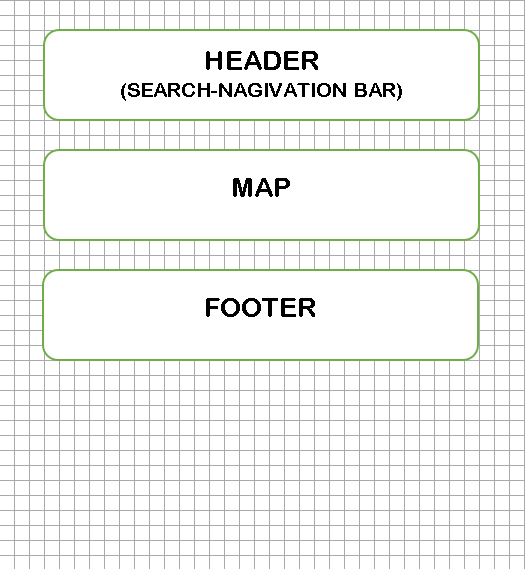 HEADER
(SEARCH-NAGIVATION BAR)
MAP
FOOTER